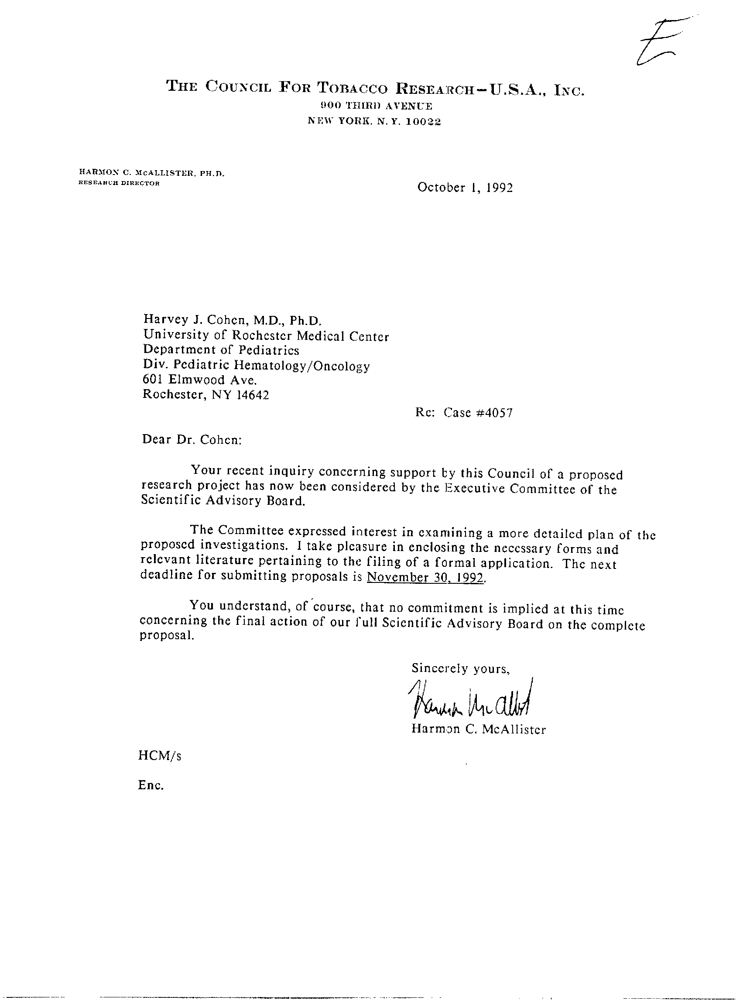 E
THE COUNCIL FOR TOBACCO RESEARCH—U.S.A., INC.
900 THIRD AVENUE
NEW YORK, N. Y. 10022
HARMON C. MCALLISTER, PH.D.
RESEARCH DIRECTOR
October 1, 1992
Harvey J. Cohen, M.D., Ph.D.
University of Rochester Medical Center
Department of Pediatrics
Div. Pediatric Hematology/Oncology
601 Elmwood Ave.
Rochester, NY 14642
Re: Case #4057
Dear Dr. Cohen:
Your recent inquiry concerning support by this Council of a proposed
research project has now been considered by the Executive Committee of the
Scientific Advisory Board.
The Committee expressed interest in examining a more detailed plan of the
proposed investigations. I take pleasure in enclosing the necessary forms and
relevant literature pertaining to the filing of a formal application. The next
deadline for submitting proposals is November 30, 1992.
You understand, of course, that no commitment is implied at this time
concerning the final action of our full Scientific Advisory Board on the complete
proposal.
Sincerely yours,
Harmon C. McAllister
HCM/s
Enc.